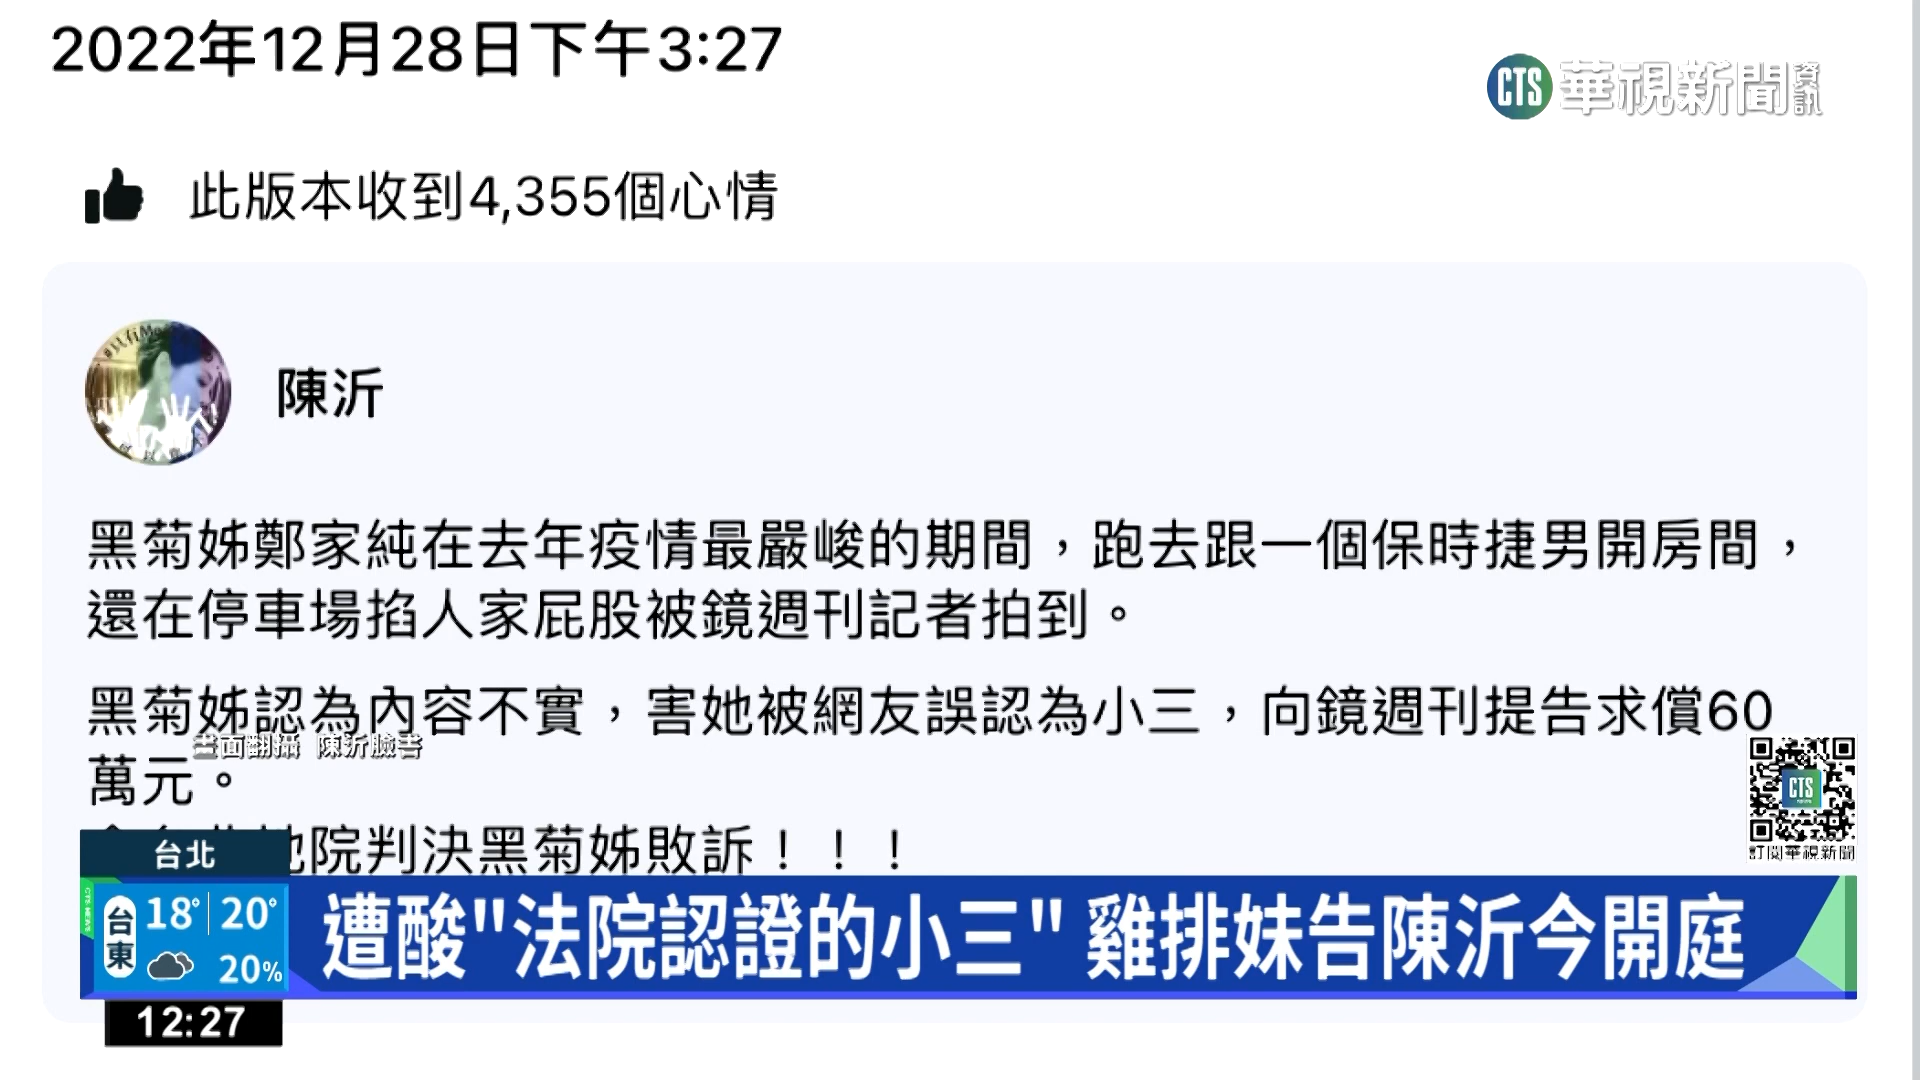 2022年12月28日下午3:27
CTS 華視新聞資訊
此版本收到4,355個心情
陳沂
黑菊姊鄭家純在去年疫情最嚴峻的期間，跑去跟一個保時捷男開房間，
還在停車場掐人家屁股被鏡週刊記者拍到。
黑菊姊認為內容不實，害她被網友誤認為小三，向鏡週刊提告求償60
萬元。
畫面翻攝 陳沂臉書
地院判決黑菊姊敗訴！！！
CTS
訂閱華視新聞
台北
CTS NEWS
台東
18° 20°
20%
遭酸"法院認證的小三" 雞排妹告陳沂今開庭
12:27